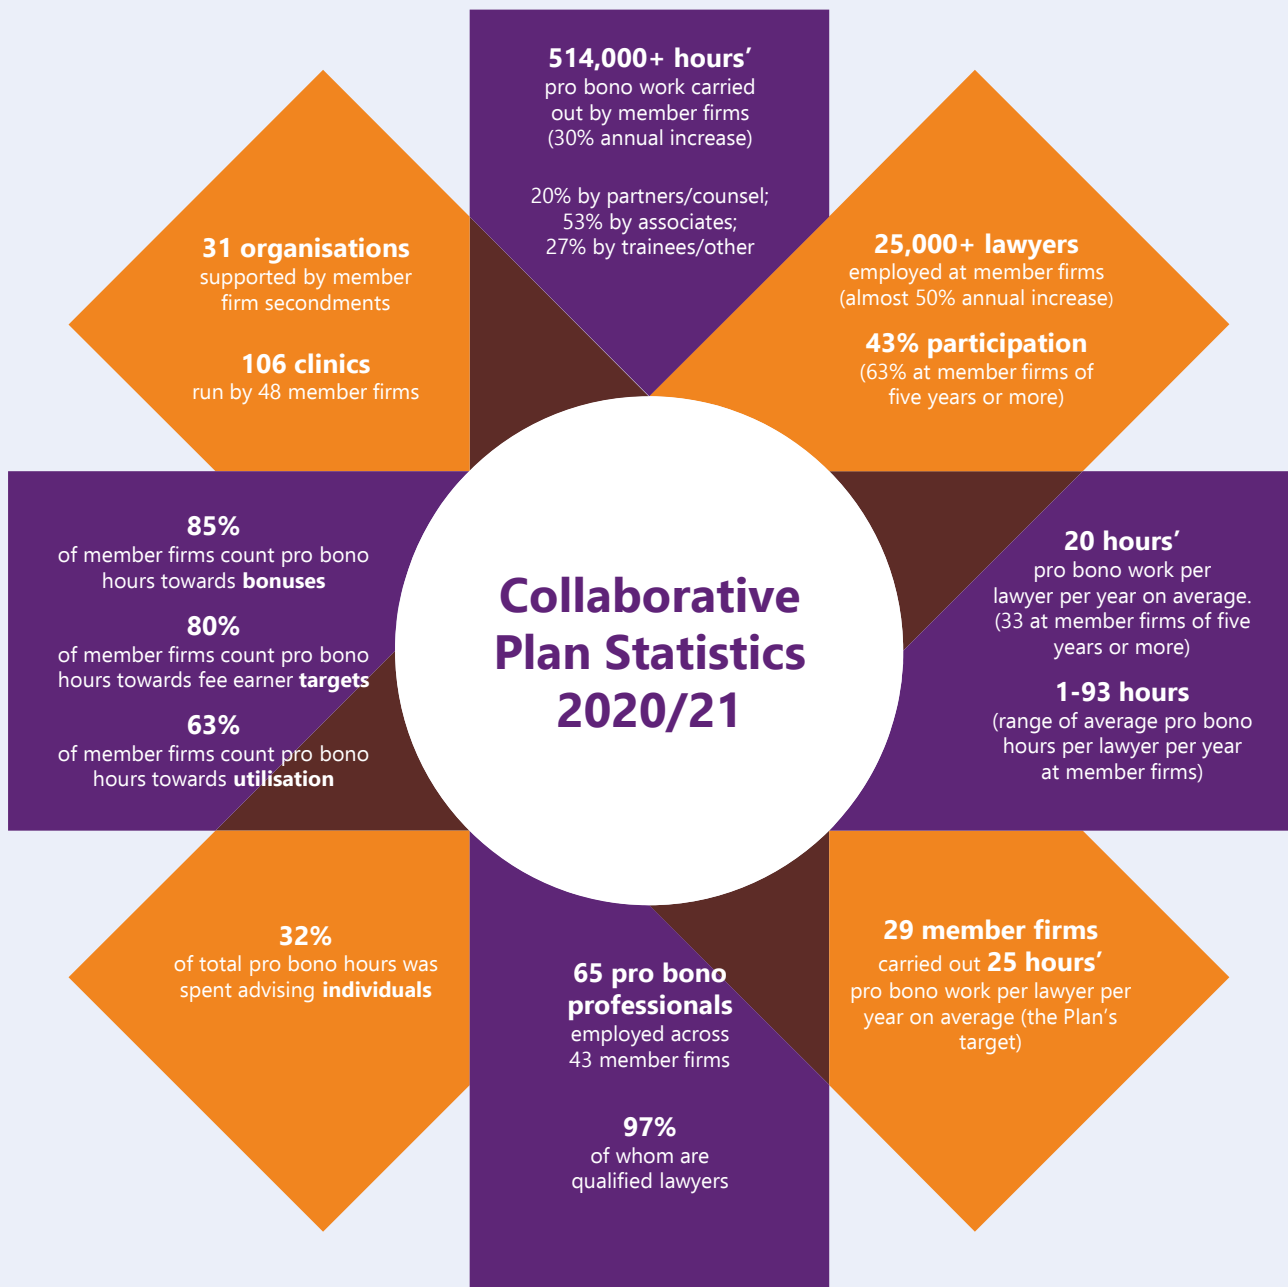 514,000+ hours’
pro bono work carried
out by member firms
(30% annual increase)
20% by partners/counsel;
53% by associates;
27% by trainees/other
31 organisations
supported by member
firm secondments
106 clinics
run by 48 member firms
25,000+ lawyers
employed at member firms
(almost 50% annual increase)
43% participation
(63% at member firms of
five years or more)
85%
of member firms count pro bono
hours towards bonuses
80%
of member firms count pro bono
hours towards fee earner targets
63%
of member firms count pro bono
hours towards utilisation
Collaborative
Plan Statistics
2020/21
20 hours’
pro bono work per
lawyer per year on average.
(33 at member firms of five
years or more)
1-93 hours
(range of average pro bono
hours per lawyer per year
at member firms)
32%
of total pro bono hours was
spent advising individuals
65 pro bono
professionals
employed across
43 member firms
97%
of whom are
qualified lawyers
29 member firms
carried out 25 hours’
pro bono work per lawyer per
year on average (the Plan’s
target)